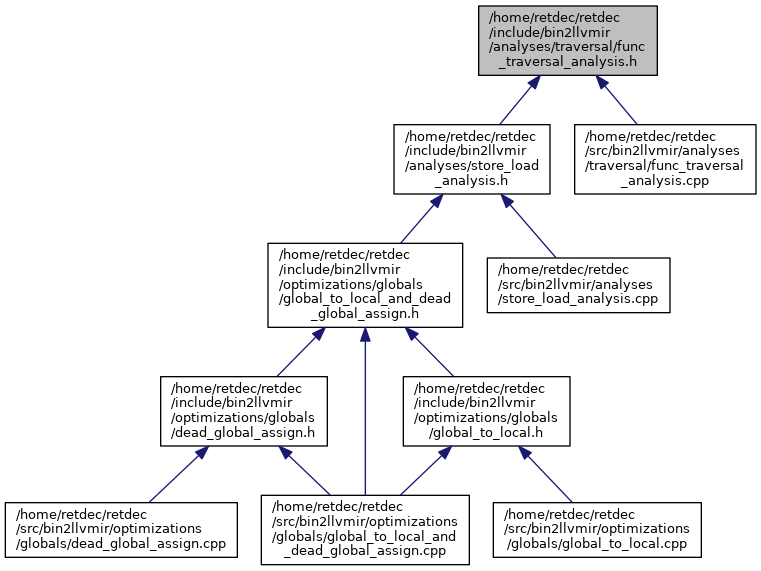 /home/retdec/retdec
/include/bin2llvmir
/analyses/traversal/func
_traversal_analysis.h
/home/retdec/retdec
/include/bin2llvmir
/analyses/store_load
_analysis.h
/home/retdec/retdec
/src/bin2llvmir/analyses
/traversal/func_traversal
_analysis.cpp
/home/retdec/retdec
/include/bin2llvmir
/optimizations/globals
/global_to_local_and_dead
_global_assign.h
/home/retdec/retdec
/src/bin2llvmir/analyses
/store_load_analysis.cpp
/home/retdec/retdec
/include/bin2llvmir
/optimizations/globals
/dead_global_assign.h
/home/retdec/retdec
/include/bin2llvmir
/optimizations/globals
/global_to_local.h
/home/retdec/retdec
/src/bin2llvmir/optimizations
/globals/dead_global_assign.cpp
/home/retdec/retdec
/src/bin2llvmir/optimizations
/globals/global_to_local_and
_dead_global_assign.cpp
/home/retdec/retdec
/src/bin2llvmir/optimizations
/globals/global_to_local.cpp